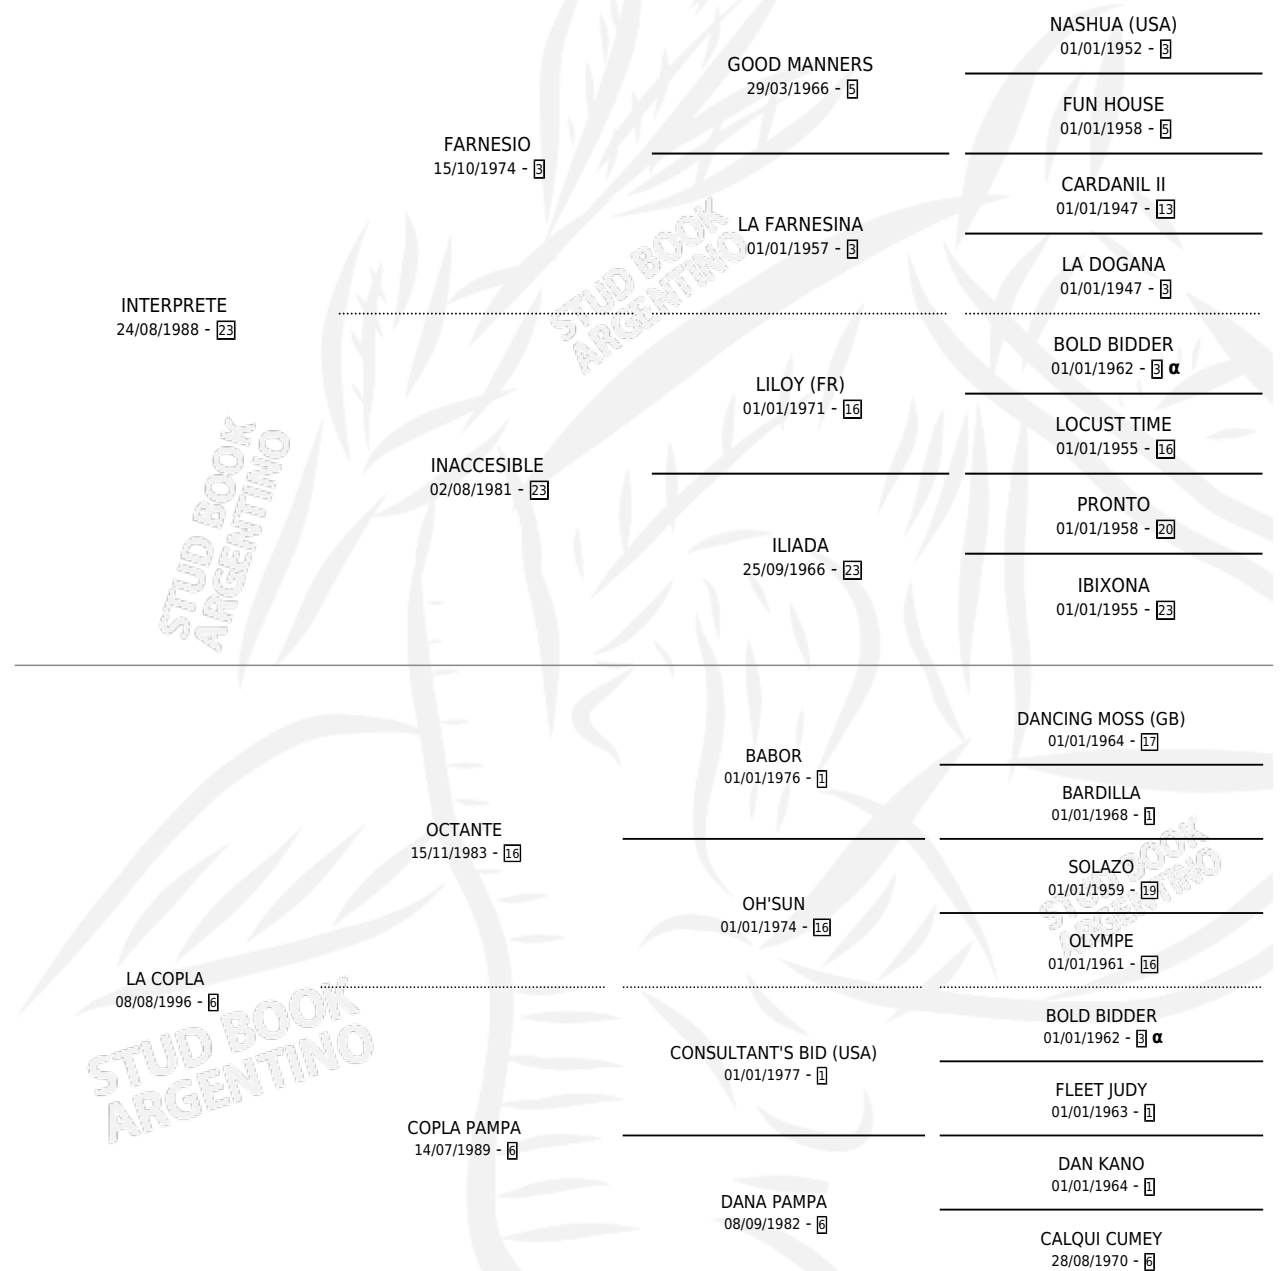 NASHUA (USA)
01/01/1952 - 3
GOOD MANNERS
29/03/1966 - 5
FUN HOUSE
01/01/1958 - 5
FARNESIO
15/10/1974 - 3
CARDANIL II
01/01/1947 - 13
LA FARNESINA
01/01/1957 - 3
LA DOGANA
01/01/1947 - 3
INTERPRETE
24/08/1988 - 23
BOLD BIDDER
01/01/1962 - 3 α
LILOY (FR)
01/01/1971 - 16
LOCUST TIME
01/01/1955 - 16
INACCESIBLE
02/08/1981 - 23
PRONTO
01/01/1958 - 20
ILIADA
25/09/1966 - 23
IBIXONA
01/01/1955 - 23
STUD BOOK
ARGENTINO
STUD BOOK
ARGENTINO
DANCING MOSS (GB)
01/01/1964 - 17
BABOR
01/01/1976 - 1
BARDILLA
01/01/1968 - 1
OCTANTE
15/11/1983 - 16
SOLAZO
01/01/1959 - 19
OH'SUN
01/01/1974 - 16
OLYMPE
01/01/1961 - 16
LA COPLA
08/08/1996 - 6
BOLD BIDDER
01/01/1962 - 3 α
CONSULTANT'S BID (USA)
01/01/1977 - 1
FLEET JUDY
01/01/1963 - 1
COPLA PAMPA
14/07/1989 - 6
DAN KANO
01/01/1964 - 1
DANA PAMPA
08/09/1982 - 6
CALQUI CUMEY
28/08/1970 - 6
STUD BOOK
ARGENTINO
STUD BOOK
ARGENTINO